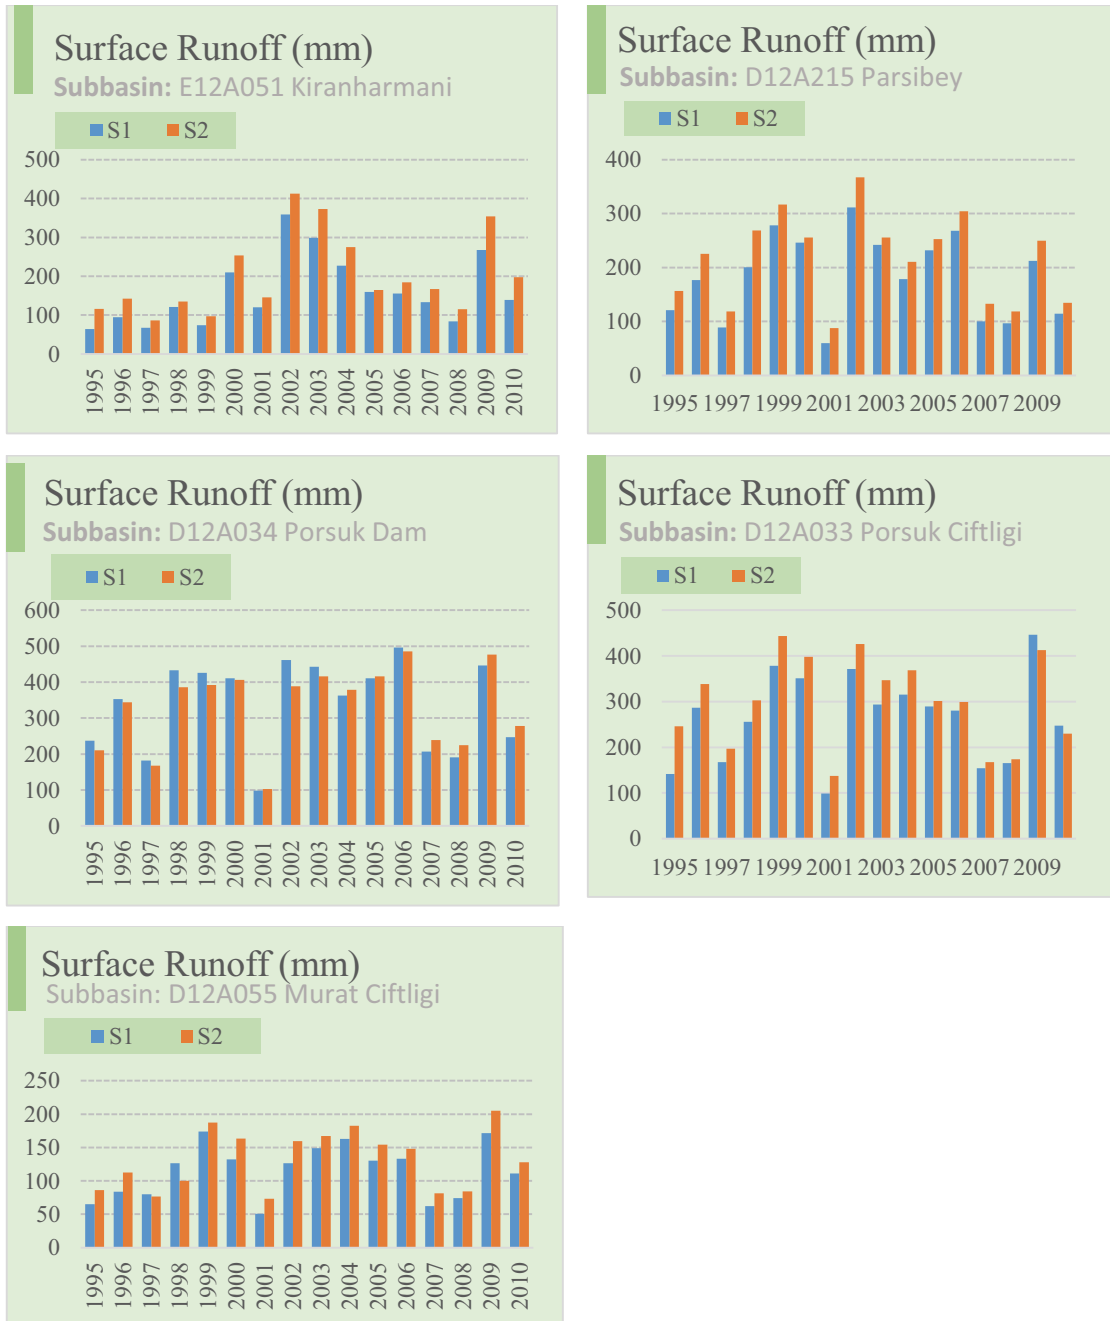 Surface Runoff (mm)
Subbasin: E12A051 Kiranharmani
S1 S2
500
400
300
200
100
0
1995 1996 1997 1998 1999 2000 2001 2002 2003 2004 2005 2006 2007 2008 2009 2010
Surface Runoff (mm)
Subbasin: D12A215 Parsibey
S1 S2
400
300
200
100
0
1995 1997 1999 2001 2003 2005 2007 2009
Surface Runoff (mm)
Subbasin: D12A034 Porsuk Dam
S1 S2
600
500
400
300
200
100
0
1995 1996 1997 1998 1999 2000 2001 2002 2003 2004 2005 2006 2007 2008 2009 2010
Surface Runoff (mm)
Subbasin: D12A033 Porsuk Ciftligi
S1 S2
500
400
300
200
100
0
1995 1997 1999 2001 2003 2005 2007 2009
Surface Runoff (mm)
Subbasin: D12A055 Murat Ciftligi
S1 S2
250
200
150
100
50
0
1995 1996 1997 1998 1999 2000 2001 2002 2003 2004 2005 2006 2007 2008 2009 2010